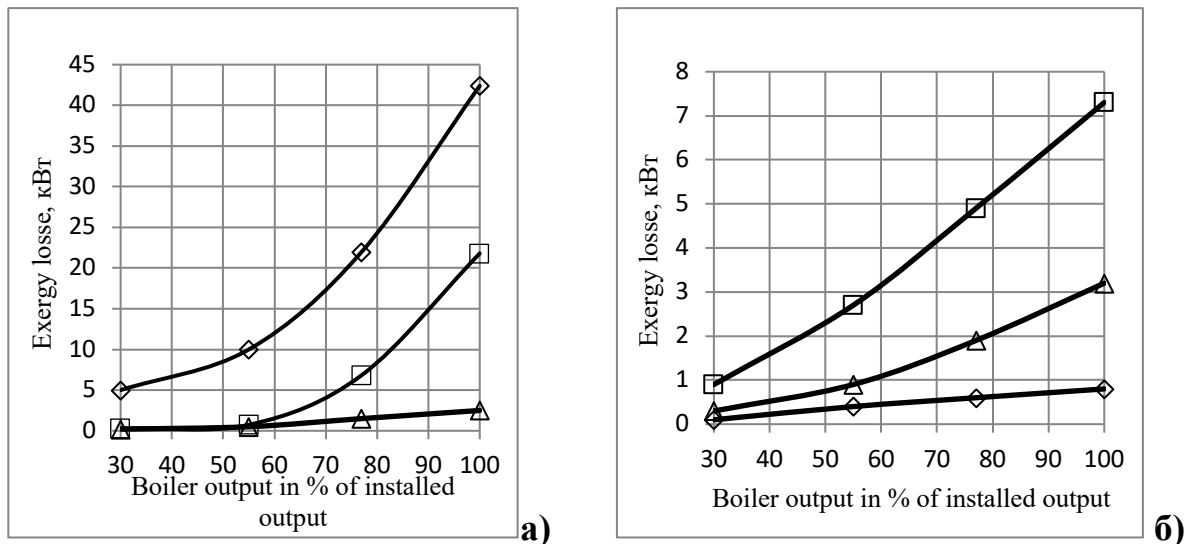 45
40
35
30
25
20
15
10
5
0
Exergy losse, кВт
30 40 50 60 70 80 90 100
Boiler output in % of installed
output
а)
8
7
6
5
4
3
2
1
0
Exergy losse, кВт
30 40 50 60 70 80 90 100
Boiler output in % of installed output
б)